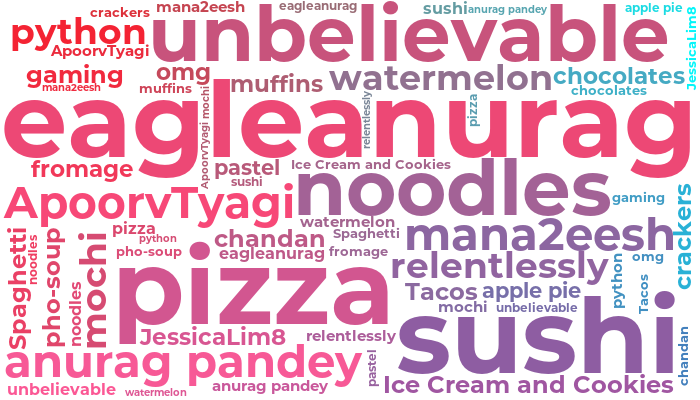 crackers
mana2eesh
eagleanurag
sushi
anurag pandey
apple pie
JessicaLim8
python
unbelievable
ApoorvTyagi
gaming
mana2eesh
omg
muffins
muffins
watermelon
chocolates
chocolates
eagleanurag
ApoorvTyagi
mochi
relentlessly
pizza
fromage
pastel
sushi
Ice Cream and Cookies
noodles
gaming
crackers
ApoorvTyagi
watermelon
mana2eesh
Spaghetti
noodles
pho-soup
mochi
pizza
python
pho-soup
chandan
eagleanurag
Spaghetti
fromage
relentlessly
omg
python
Tacos
noodles
pizza
Tacos
apple pie
mochi
unbelievable
sushi
chandan
JessicaLim8
relentlessly
anurag pandey
pastel
Ice Cream and Cookies
unbelievable
watermelon
anurag pandey